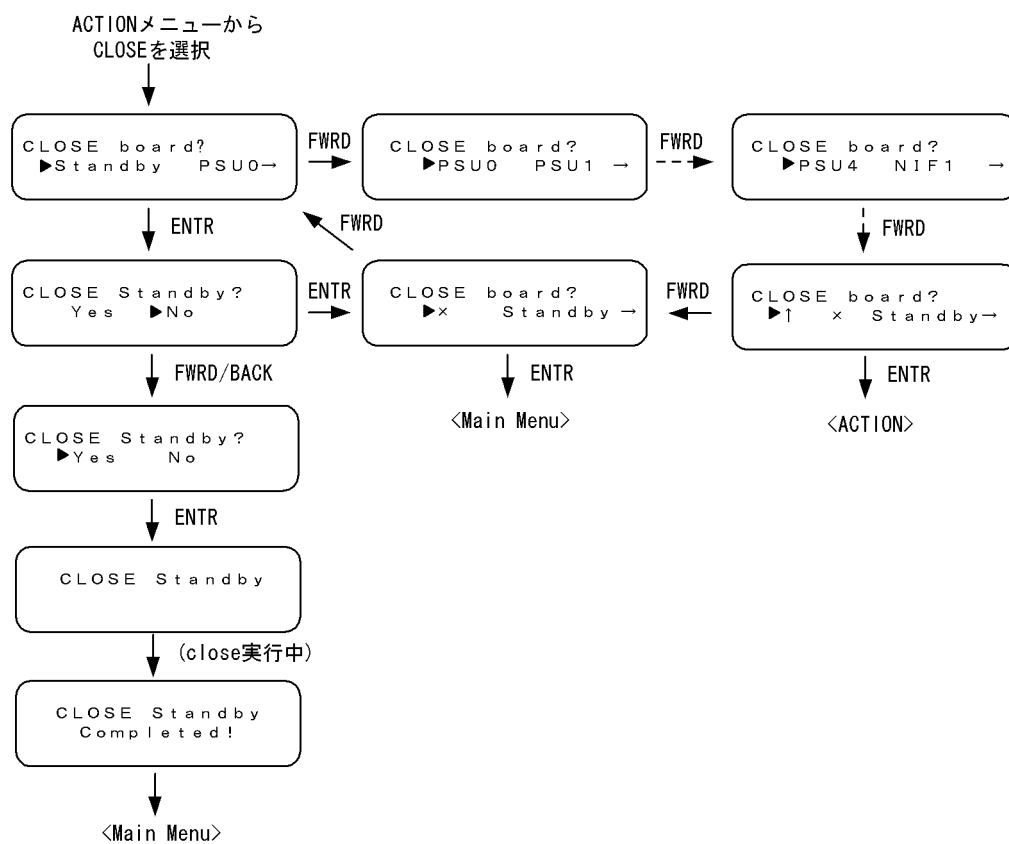 ACTIONメニューから
CLOSEを選択
CLOSE board?
▶Standby PSU0→
FWRD
CLOSE board?
▶PSU0 PSU1 →
FWRD
CLOSE board?
▶PSU4 NIF1 →
ENTR
FWRD
FWRD
CLOSE Standby?
Yes ▶No
ENTR
CLOSE board?
▶× Standby →
FWRD
CLOSE board?
▶↑ × Standby→
FWRD/BACK
ENTR
ENTR
<Main Menu>
<ACTION>
CLOSE Standby?
▶Yes No
ENTR
CLOSE Standby
(close実行中)
CLOSE Standby
Completed!
<Main Menu>